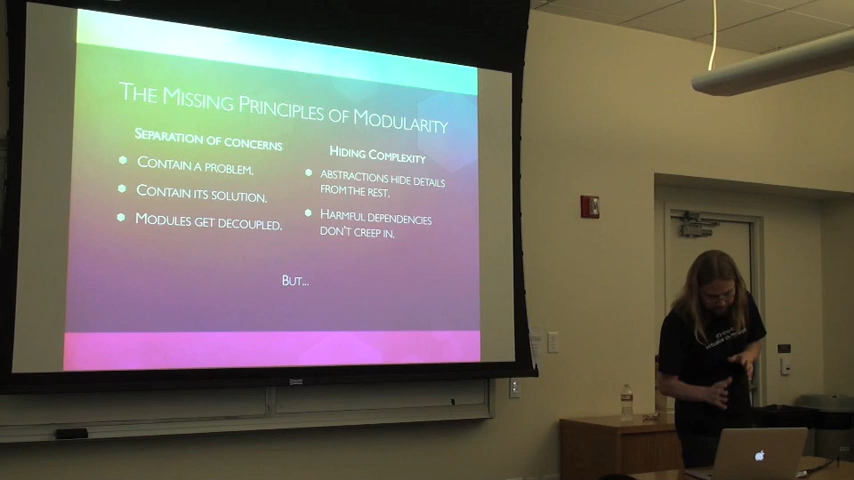 THE MISSING PRINCIPLES OF MODULARITY
SEPARATION OF CONCERNS
CONTAIN A PROBLEM.
CONTAIN ITS SOLUTION.
MODULES GET DECOUPLED.
HIDING COMPLEXITY
ABSTRACTIONS HIDE DETAILS
FROM THE REST.
HARMFUL DEPENDENCIES
DON'T CREEP IN.
BUT...